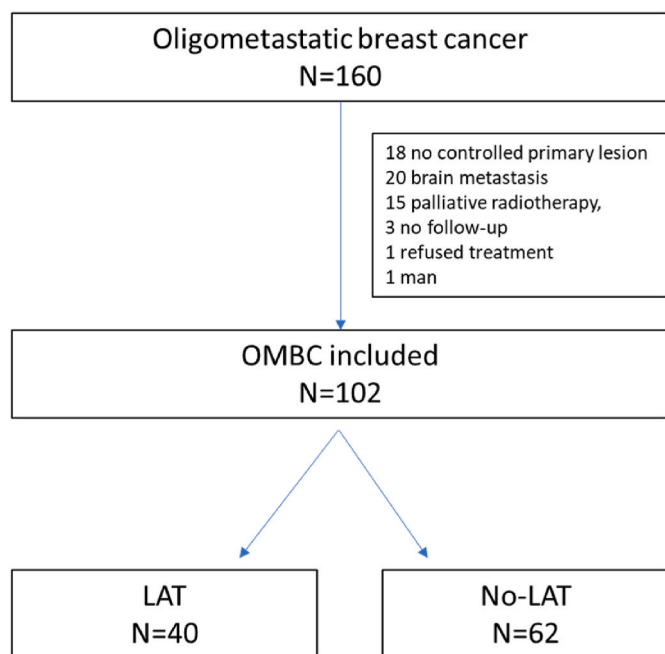 Oligometastatic breast cancer
N=160
18 no controlled primary lesion
20 brain metastasis
15 palliative radiotherapy,
3 no follow-up
1 refused treatment
1 man
OMBC included
N=102
LAT
N=40
No-LAT
N=62